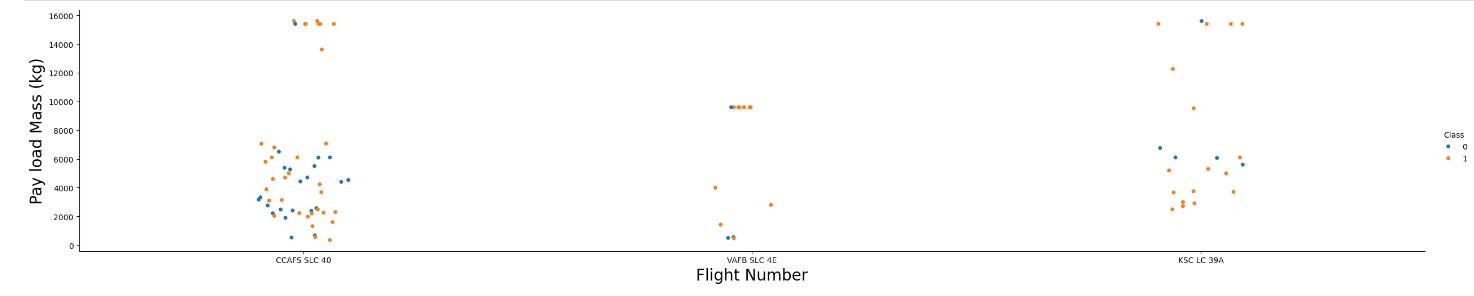 Pay load Mass (kg)
16000
14000
12000
10000
8000
6000
4000
2000
0
CCAFS SLC 40
VAFB SLC 4E
KSC LC 39A
Flight Number
Class
0
1